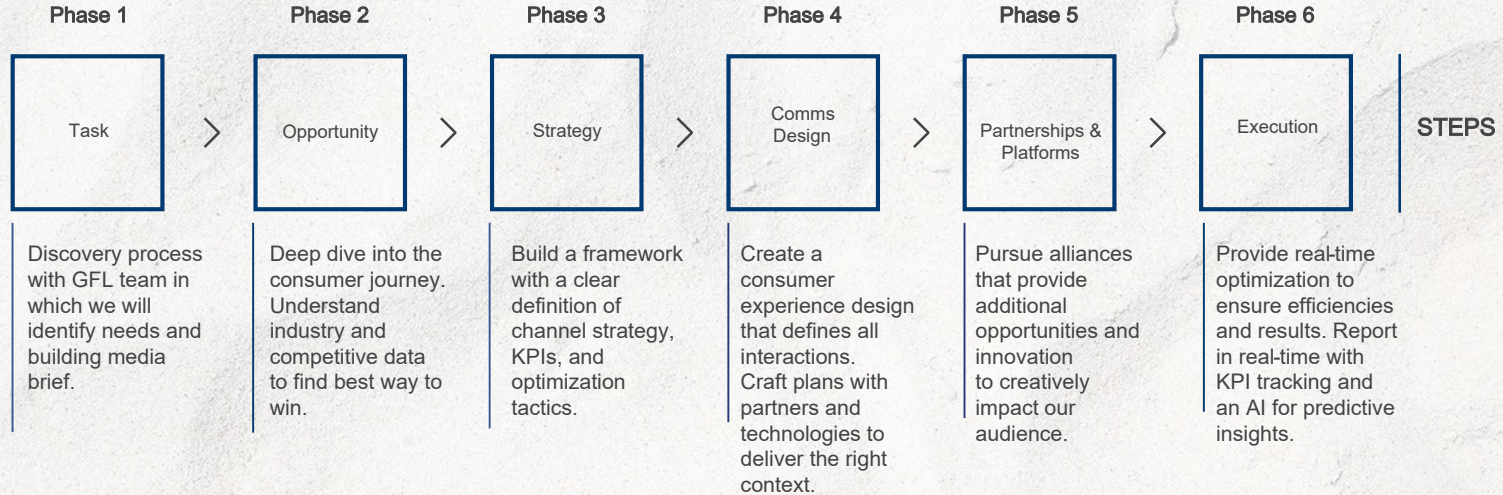 Phase 1
Phase 2
Phase 3
Phase 4
Phase 5
Phase 6
Task
Opportunity
Strategy
Comms
Design
Partnerships &
Platforms
Execution
STEPS
Discovery process
with GFL team in
which we will
identify needs and
building media
brief.
Deep dive into the
consumer journey.
Understand
industry and
competitive data
to find best way to
win.
Build a framework
with a clear
definition of
channel strategy,
KPIs, and
optimization
tactics.
Create a
consumer
experience design
that defines all
interactions.
Craft plans with
partners and
technologies to
deliver the right
context.
Pursue alliances
that provide
additional
opportunities and
innovation
to creatively
impact our
audience.
Provide real-time
optimization to
ensure efficiencies
and results. Report
in real-time with
KPI tracking and
an AI for predictive
insights.